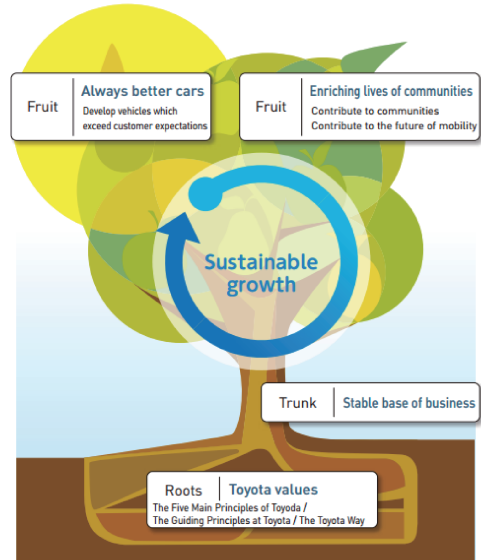 Fruit
Always better cars
Develop vehicles which
exceed customer expectations
Fruit
Enriching lives of communities
Contribute to communities
Contribute to the future of mobility
Sustainable
growth
Trunk
Stable base of business
Roots
Toyota values
The Five Main Principles of Toyoda /
The Guiding Principles at Toyota / The Toyota Way